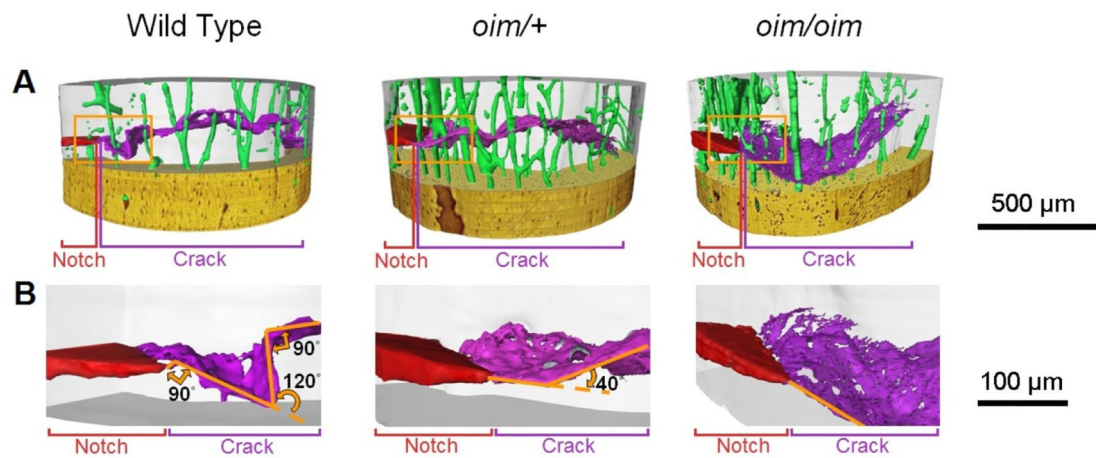 Wild Type
oim/+
oim/oim
A
Notch
Crack
Notch
Crack
Notch
Crack
500 µm
B
90°
90°
120°
40°
100 µm
Notch
Crack
Notch
Crack
Notch
Crack